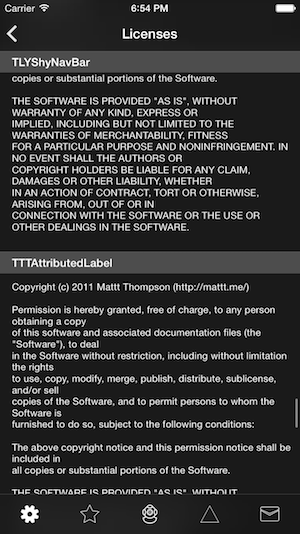 Carrier 6:54 PM
Licenses
TLYShyNavBar
copies or substantial portions of the Software.
THE SOFTWARE IS PROVIDED "AS IS", WITHOUT
WARRANTY OF ANY KIND, EXPRESS OR
IMPLIED, INCLUDING BUT NOT LIMITED TO THE
WARRANTIES OF MERCHANTABILITY, FITNESS
FOR A PARTICULAR PURPOSE AND NONINFRINGEMENT. IN
NO EVENT SHALL THE AUTHORS OR
COPYRIGHT HOLDERS BE LIABLE FOR ANY CLAIM,
DAMAGES OR OTHER LIABILITY, WHETHER
IN AN ACTION OF CONTRACT, TORT OR OTHERWISE,
ARISING FROM, OUT OF OR IN
CONNECTION WITH THE SOFTWARE OR THE USE OR
OTHER DEALINGS IN THE SOFTWARE.
TTTAttributedLabel
Copyright (c) 2011 Mattt Thompson (http://mattt.me/)
Permission is hereby granted, free of charge, to any person
obtaining a copy
of this software and associated documentation files (the
"Software"), to deal
in the Software without restriction, including without limitation
the rights
to use, copy, modify, merge, publish, distribute, sublicense,
and/or sell
copies of the Software, and to permit persons to whom the
Software is
furnished to do so, subject to the following conditions:
The above copyright notice and this permission notice shall be
included in
all copies or substantial portions of the Software.
THE SOFTWARE IS PROVIDED "AS IS", WITHOUT